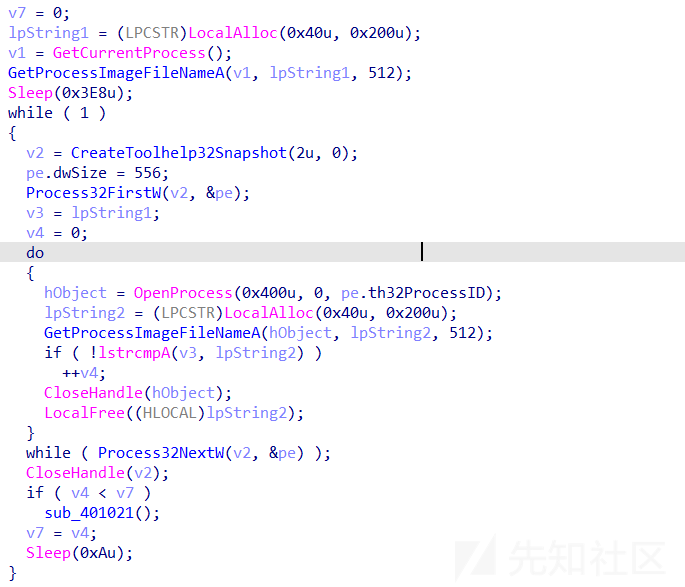 v7 = 0;
lpString1 = (LPCSTR)LocalAlloc(0x40u, 0x200u);
v1 = GetCurrentProcess();
GetProcessImageFileNameA(v1, lpString1, 512);
Sleep(0x3E8u);
while ( 1 )
{
  v2 = CreateToolhelp32Snapshot(2u, 0);
  pe.dwSize = 556;
  Process32FirstW(v2, &pe);
  v3 = lpString1;
  v4 = 0;
  do
  {
    hObject = OpenProcess(0x400u, 0, pe.th32ProcessID);
    lpString2 = (LPCSTR)LocalAlloc(0x40u, 0x200u);
    GetProcessImageFileNameA(hObject, lpString2, 512);
    if ( !lstrcmpA(v3, lpString2) )
      ++v4;
    CloseHandle(hObject);
    LocalFree((HLOCAL)lpString2);
  }
  while ( Process32NextW(v2, &pe) );
  CloseHandle(v2);
  if ( v4 < v7 )
    sub_401021();
  v7 = v4;
  Sleep(0xAu);
}
先知社区